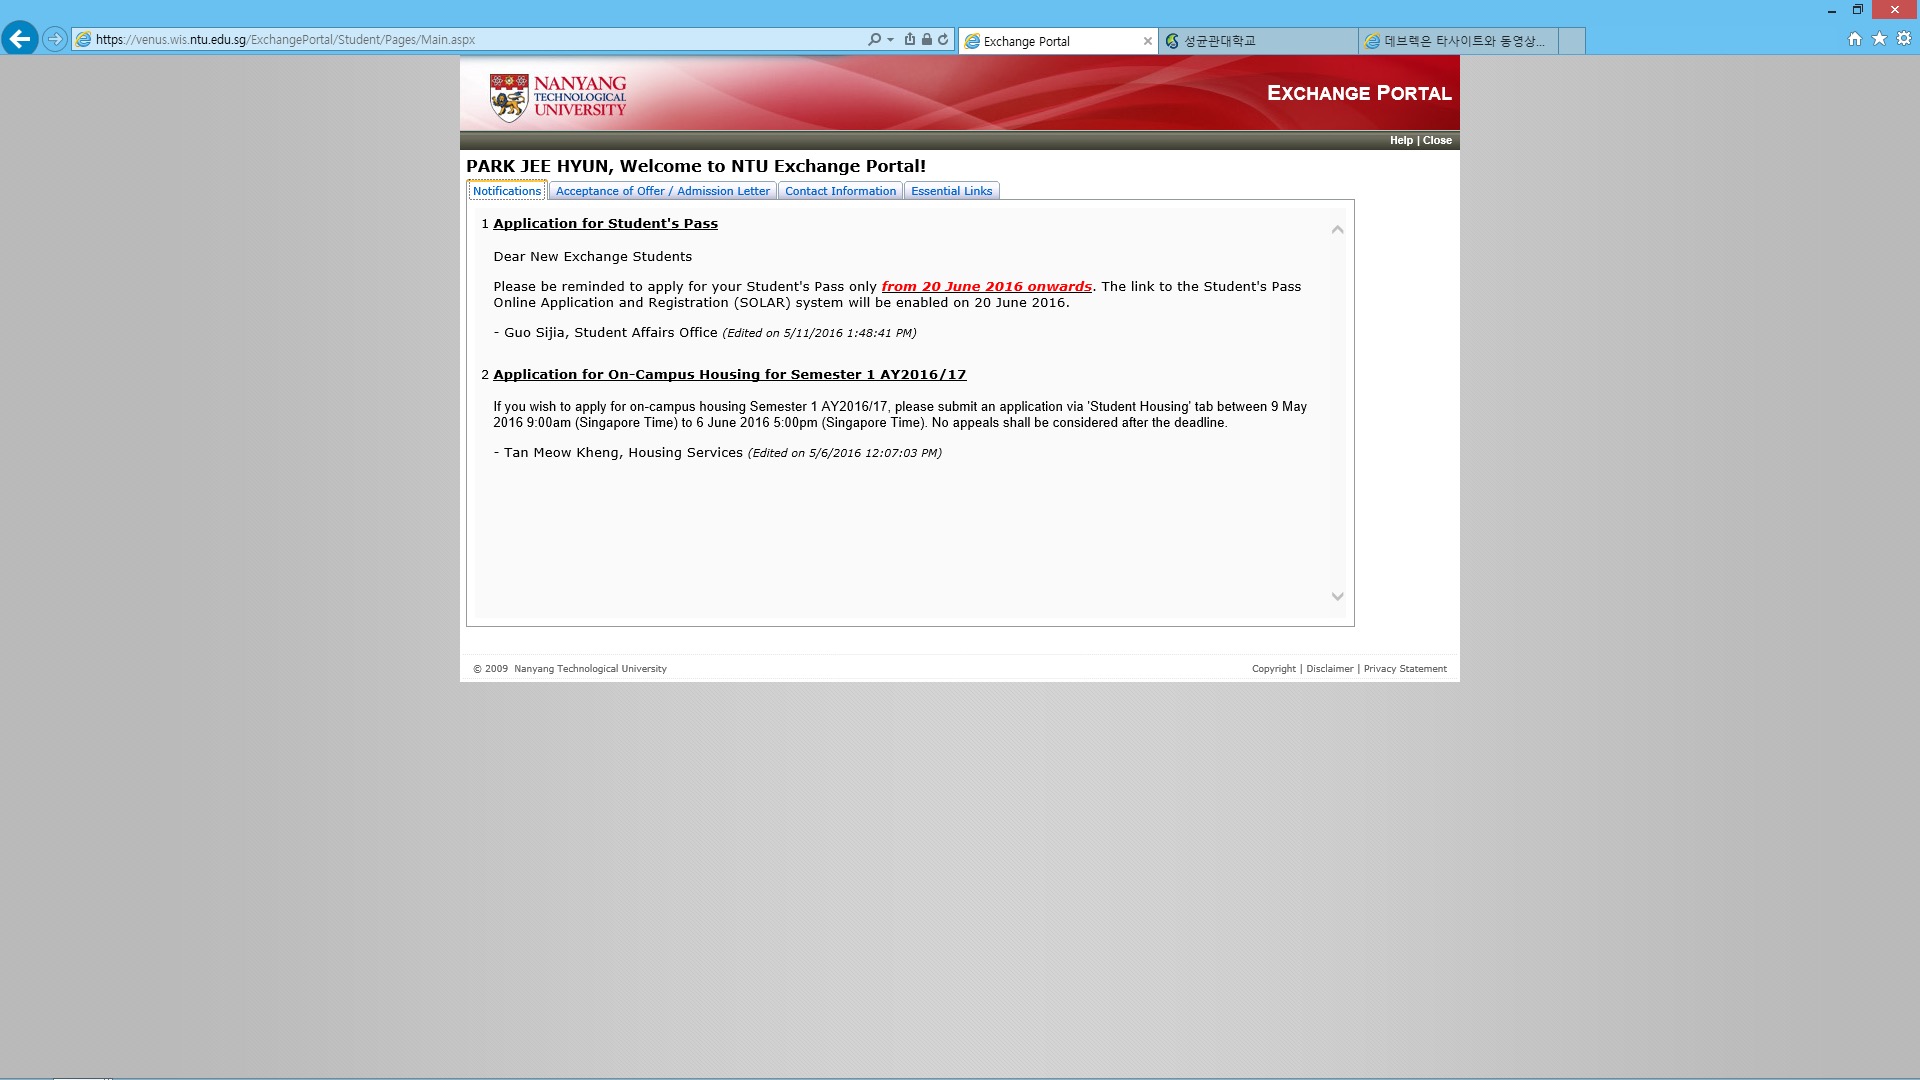 https://venus.wis.ntu.edu.sg/ExchangePortal/Student/Pages/Main.aspx
Exchange Portal
성균관대학교
데브렉은 타사이트와 동영상...
NANYANG
TECHNOLOGICAL
UNIVERSITY
EXCHANGE PORTAL
Help | Close
PARK JEE HYUN, Welcome to NTU Exchange Portal!
Notifications
Acceptance of Offer / Admission Letter
Contact Information
Essential Links
1 Application for Student's Pass
Dear New Exchange Students
Please be reminded to apply for your Student's Pass only from 20 June 2016 onwards. The link to the Student's Pass
Online Application and Registration (SOLAR) system will be enabled on 20 June 2016.
- Guo Sijia, Student Affairs Office (Edited on 5/11/2016 1:48:41 PM)
2 Application for On-Campus Housing for Semester 1 AY2016/17
If you wish to apply for on-campus housing Semester 1 AY2016/17, please submit an application via 'Student Housing' tab between 9 May
2016 9:00am (Singapore Time) to 6 June 2016 5:00pm (Singapore Time). No appeals shall be considered after the deadline.
- Tan Meow Kheng, Housing Services (Edited on 5/6/2016 12:07:03 PM)
© 2009 Nanyang Technological University
Copyright | Disclaimer | Privacy Statement